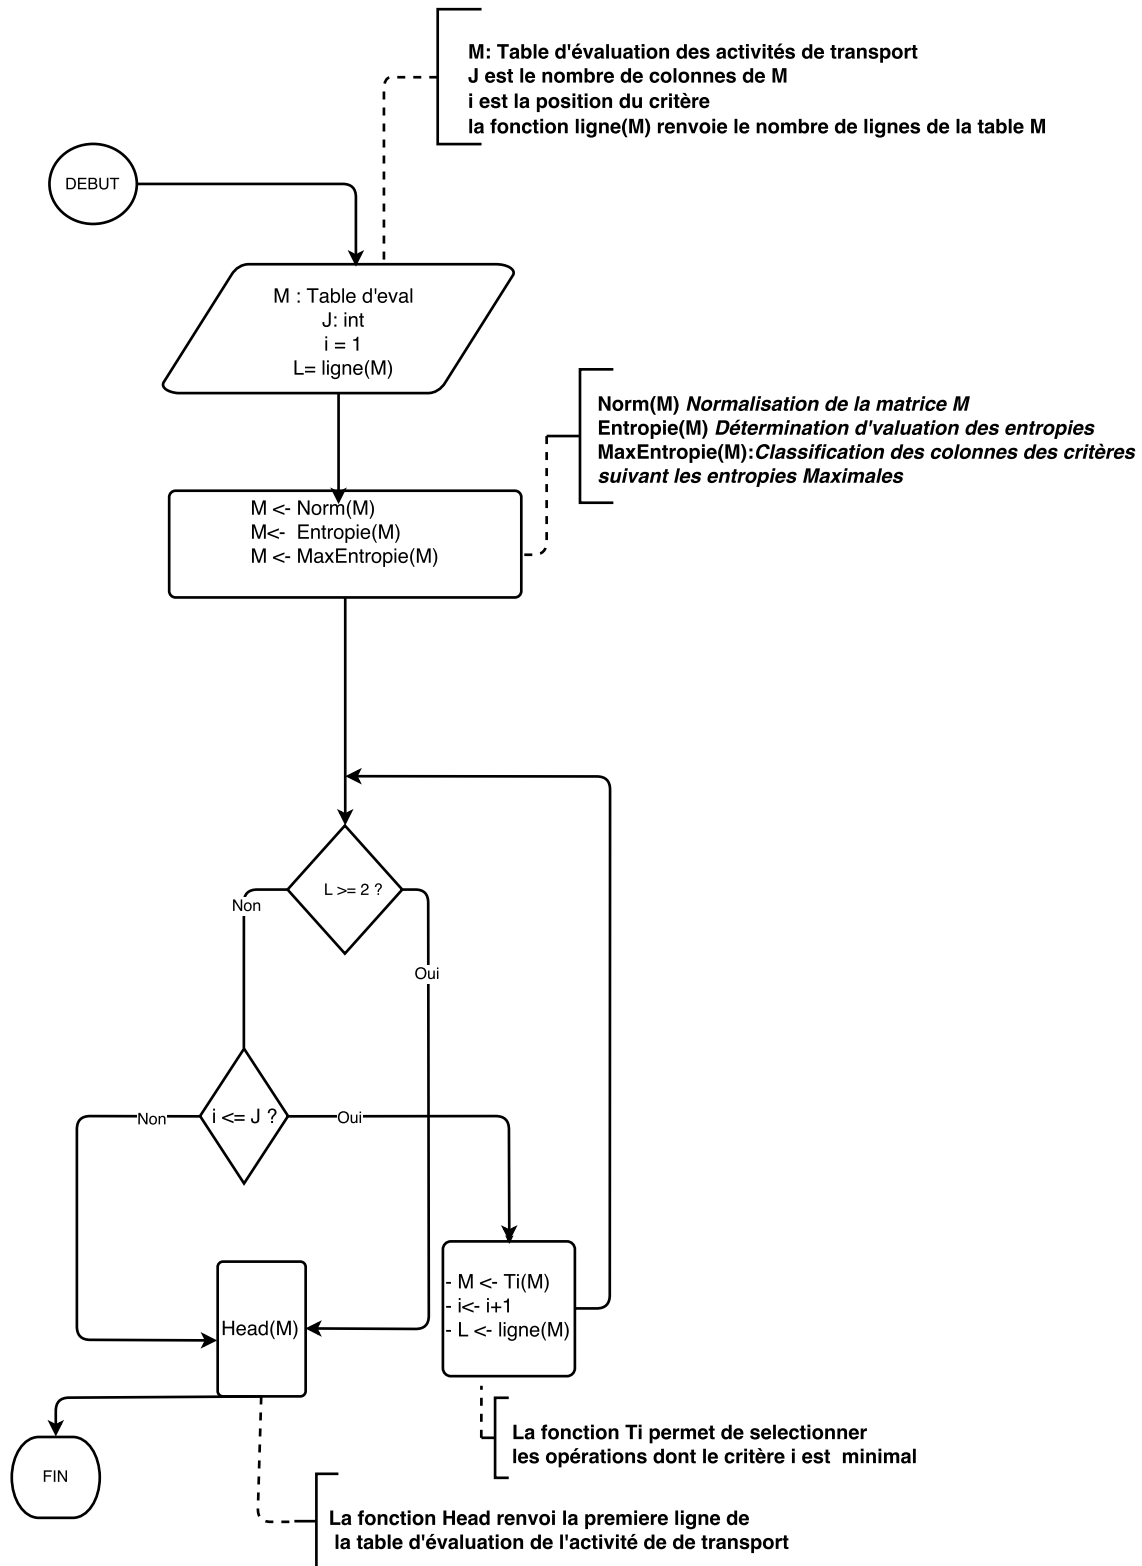 M: Table d'évaluation des activités de transport
J est le nombre de colonnes de M
i est la position du critère
la fonction ligne(M) renvoie le nombre de lignes de la table M
DEBUT
M : Table d'eval
J: int
i = 1
L= ligne(M)
Norm(M) Normalisation de la matrice M
Entropie(M) Détermination d'valuation des entropies
MaxEntropie(M):Classification des colonnes des critères
suivant les entropies Maximales
M <- Norm(M)
M<- Entropie(M)
M <- MaxEntropie(M)
L >= 2 ?
Non
Oui
i <= J ?
Non
Oui
- M <- Ti(M)
- i<- i+1
- L <- ligne(M)
Head(M)
La fonction Ti permet de selectionner
les opérations dont le critère i est minimal
FIN
La fonction Head renvoi la premiere ligne de
la table d'évaluation de l'activité de de transport